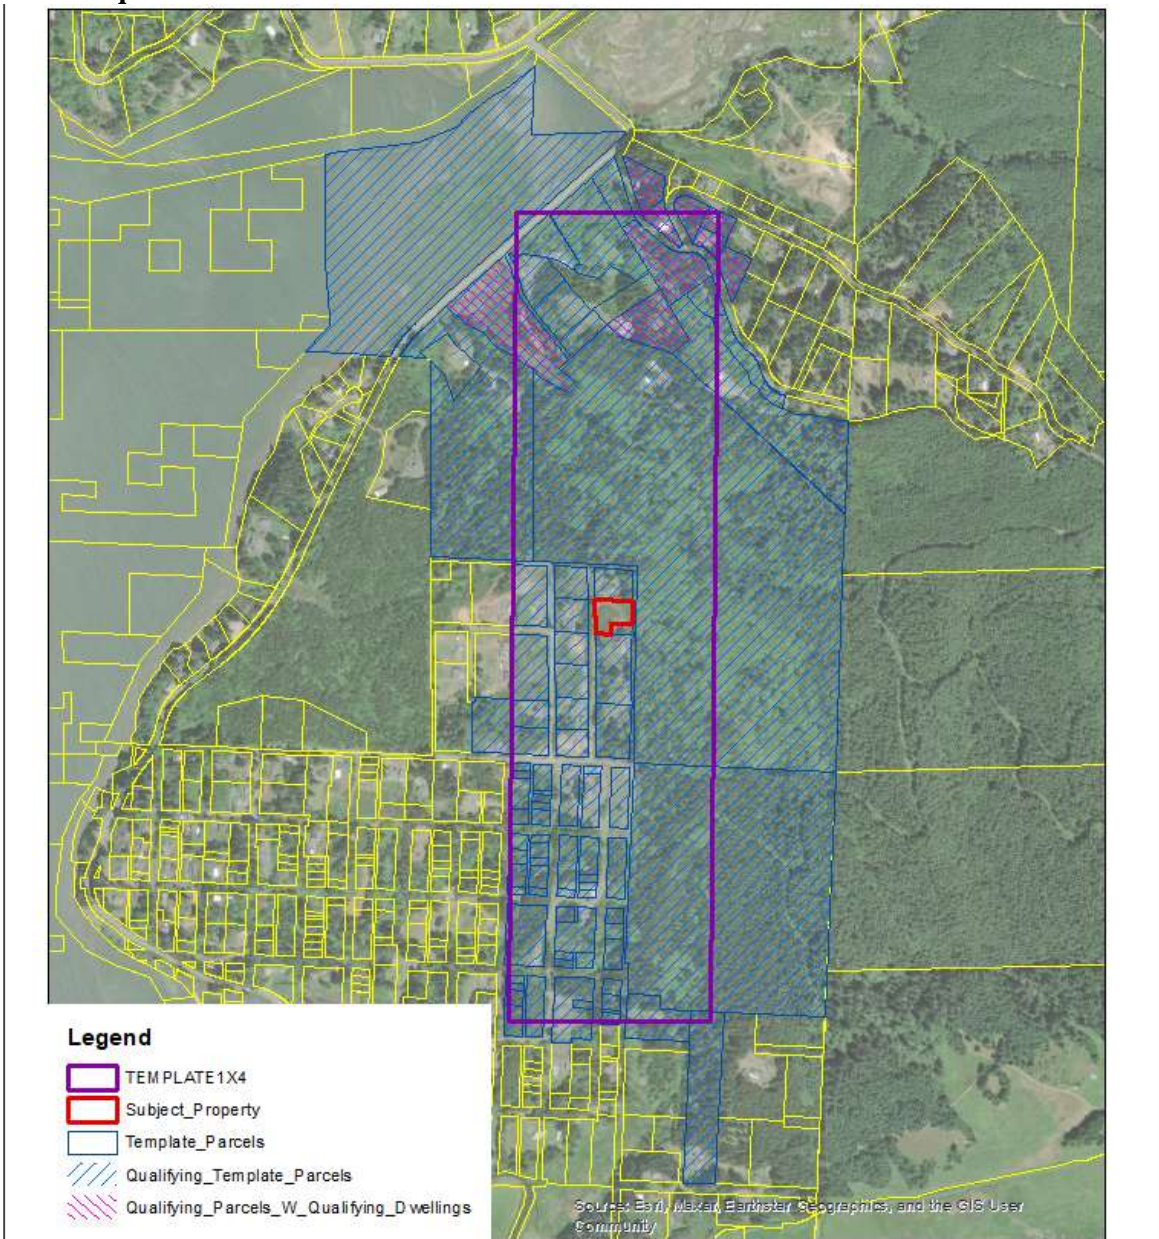 Legend
TEMPLATE1X4
Subject_Property
Template_Parcels
Qualifying_Template_Parcels
Qualifying_Parcels_W_Qualifying_Dwellings
Source: Esri, Maxar, Earthstar Geographics, and the GIS User
Community